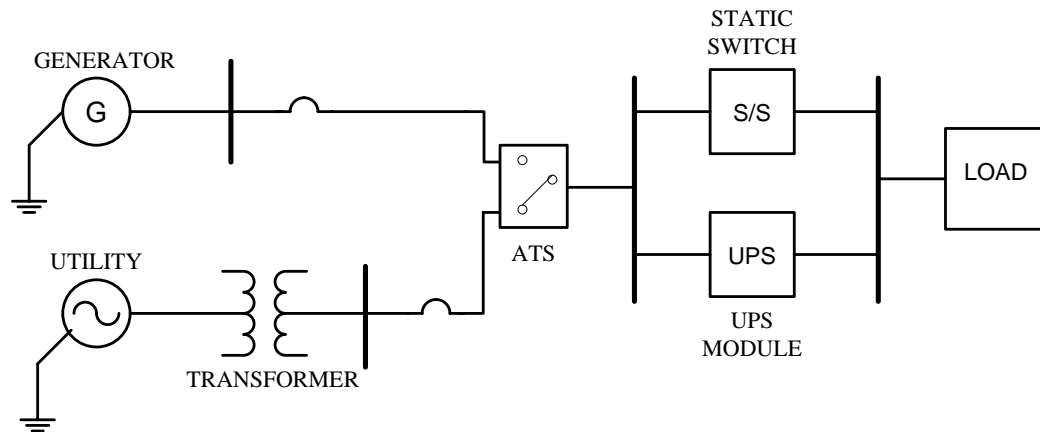 STATIC
SWITCH
GENERATOR
G
S/S
LOAD
ATS
UTILITY
UPS
UPS
MODULE
TRANSFORMER